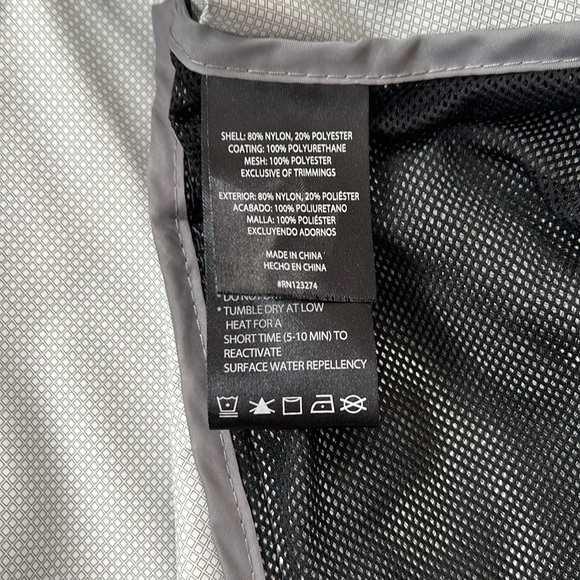 SHELL: 80% NYLON, 20% POLYESTER
COATING: 100% POLYURETHANE
MESH: 100% POLYESTER
EXCLUSIVE OF TRIMMINGS
EXTERIOR: 80% NYLON, 20% POLIÉSTER
ACABADO: 100% POLIURETANO
MALLA: 100% POLIÉSTER
EXCLUYENDO ADORNOS
MADE IN CHINA
HECHO EN CHINA
#RN123274
* DO NOT
* TUMBLE DRY AT LOW
HEAT FOR A
SHORT TIME (5-10 MIN) TO
REACTIVATE
SURFACE WATER REPELLENCY